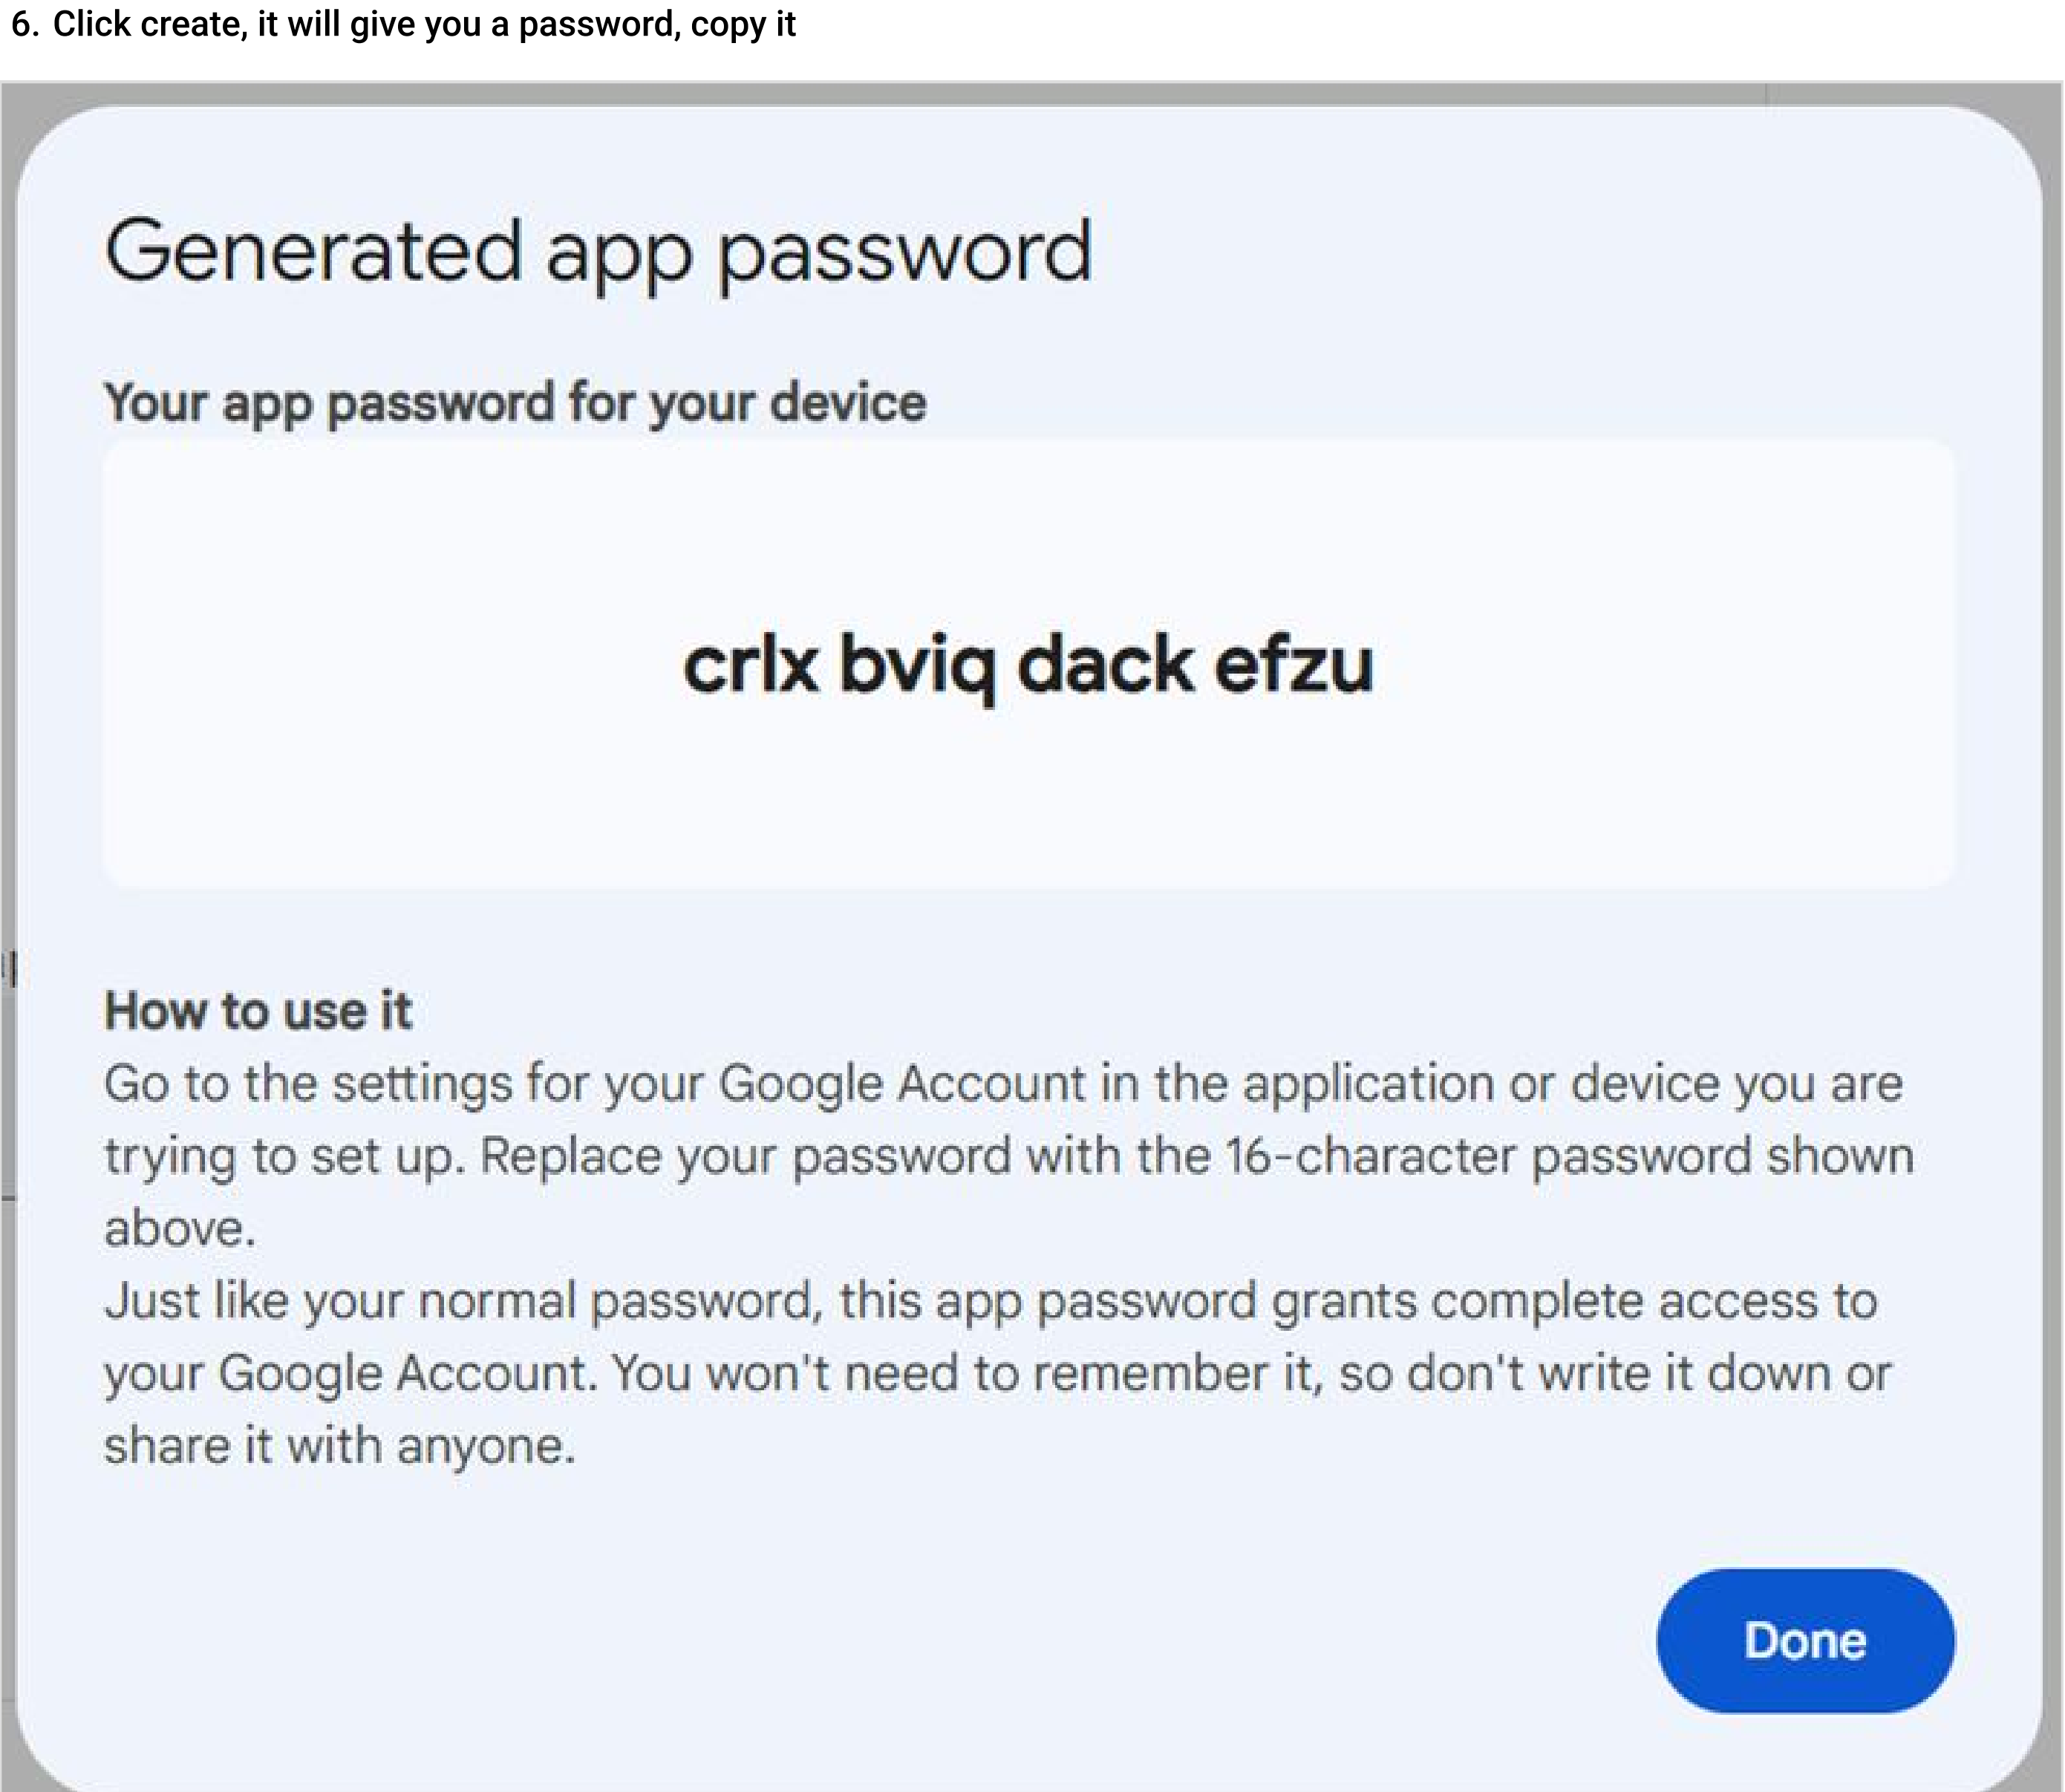 6. Click create, it will give you a password, copy it
Generated app password
Your app password for your device
crlx bviq dack efzu
How to use it
Go to the settings for your Google Account in the application or device you are
trying to set up. Replace your password with the 16-character password shown
above.
Just like your normal password, this app password grants complete access to
your Google Account. You won't need to remember it, so don't write it down or
share it with anyone.
Done